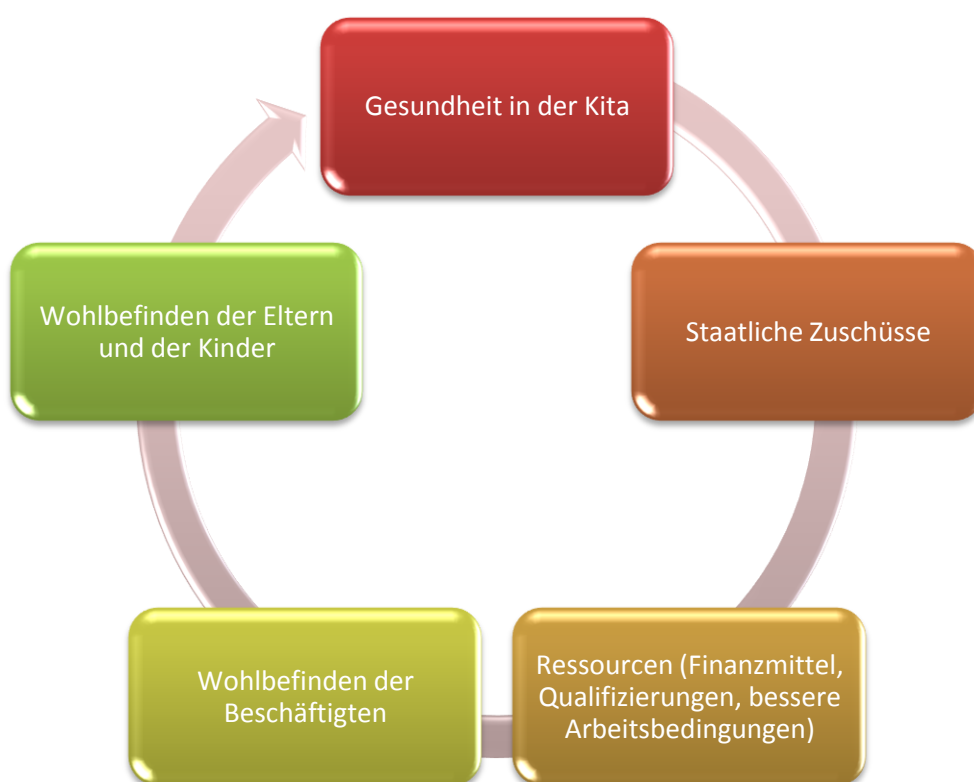 Gesundheit in der Kita
Staatliche Zuschüsse
Ressourcen (Finanzmittel,
Qualifizierungen, bessere
Arbeitsbedingungen)
Wohlbefinden der
Beschäftigten
Wohlbefinden der Eltern
und der Kinder